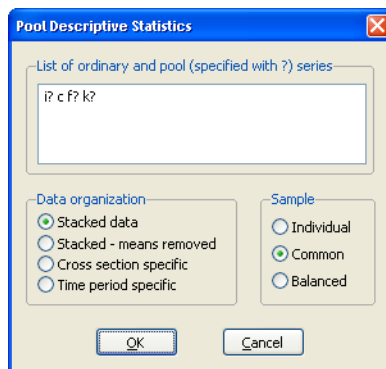 Pool Descriptive Statistics
List of ordinary and pool (specified with ?) series
i? c f? k?
Data organization
Stacked data
Stacked - means removed
Cross section specific
Time period specific
Sample
Individual
Common
Balanced
OK
Cancel